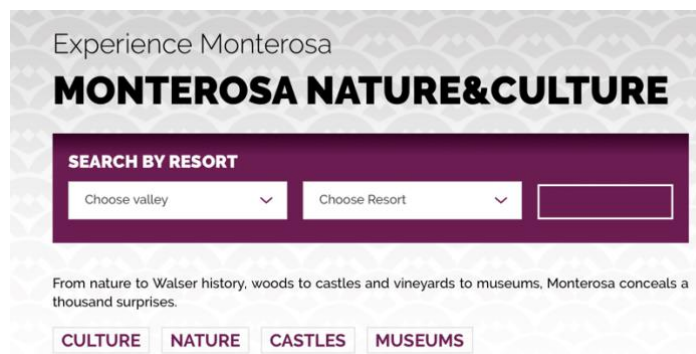 Experience Monterosa
MONTEROSA NATURE&CULTURE
SEARCH BY RESORT
Choose valley
Choose Resort
From nature to Walser history, woods to castles and vineyards to museums, Monterosa conceals a
thousand surprises.
CULTURE NATURE CASTLES MUSEUMS